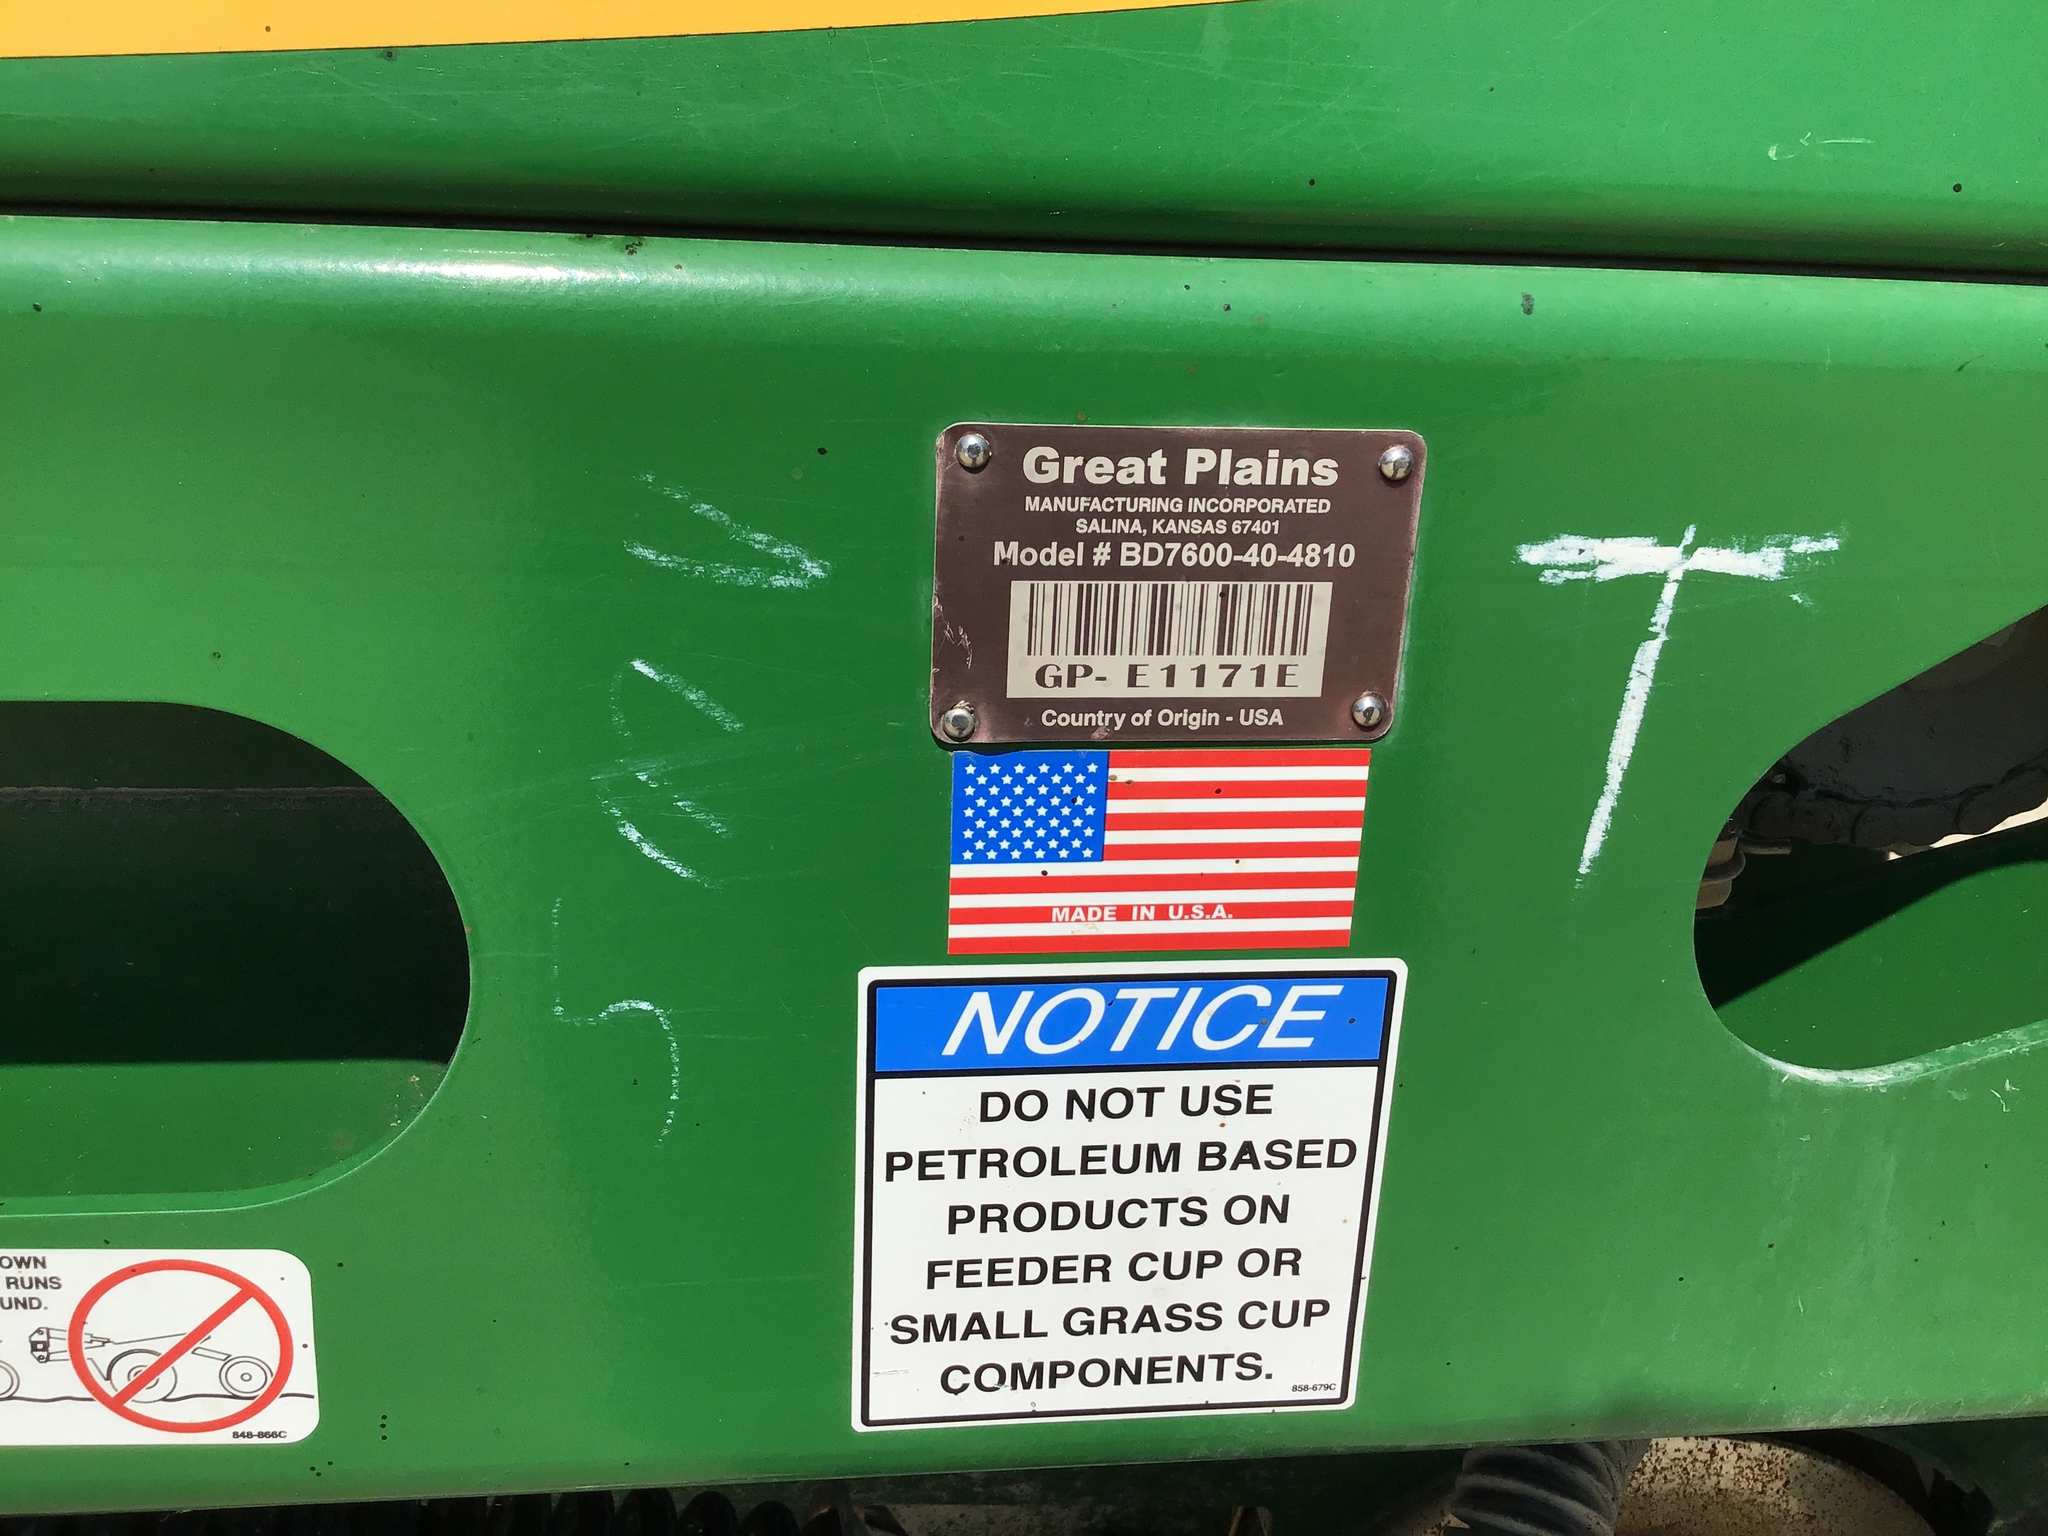 Great Plains
MANUFACTURING INCORPORATED
SALINA, KANSAS 67401
Model # BD7600-40-4810
GP- E1171E
Country of Origin - USA
MADE IN U.S.A.
NOTICE
DO NOT USE
PETROLEUM BASED
PRODUCTS ON
FEEDER CUP OR
SMALL GRASS CUP
COMPONENTS.
858-679C
OWN
RUNS
UND.
848-866C
T